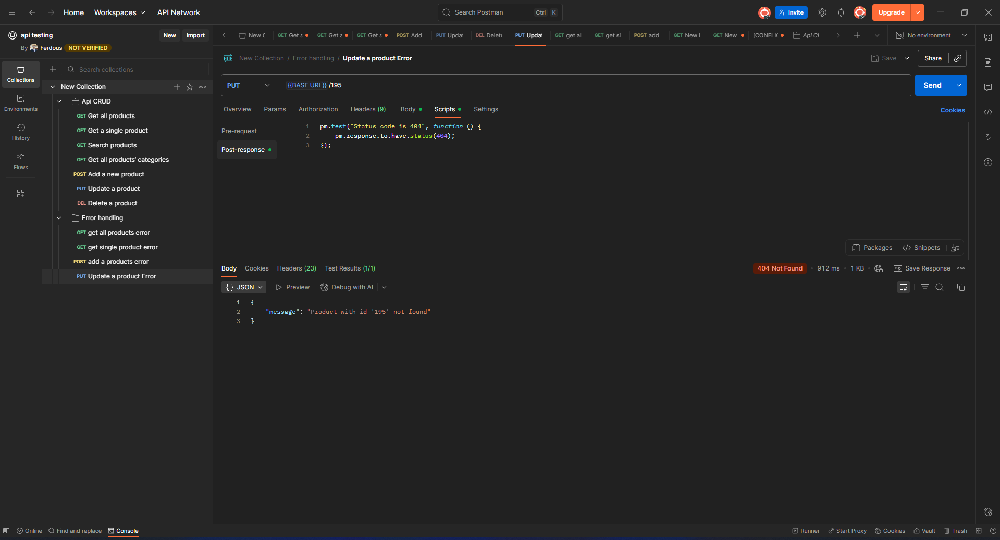 Home Workspaces API Network Search Postman Ctrl K Invite Upgrade
api testing New Import
By Ferdous NOT VERIFIED
New C GET Get a GET Get a GET Get a POST Add PUT Updat DEL Delete PUT Updat GET get al GET get si POST add GET New GET New [CONFLIC Api CF No environment
New Collection / Error handling / Update a product Error Save Share
Collections
Environments
History
Flows
Search collections
New Collection
Api CRUD
GET Get all products
GET Get a single product
GET Search products
GET Get all products’ categories
POST Add a new product
PUT Update a product
DEL Delete a product
Error handling
GET get all products error
GET get single product error
POST add a products error
PUT Update a product Error
PUT {{BASE URL}} /195 Send
Overview Params Authorization Headers (9) Body Scripts Settings Cookies
Pre-request
Post-response
1 pm.test("Status code is 404", function () {
2 pm.response.to.have.status(404);
3 });
Packages </> Snippets
Body Cookies Headers (23) Test Results (1/1) 404 Not Found • 912 ms • 1 KB e.g. Save Response
{} JSON Preview Debug with AI
1 {
2 "message": "Product with id '195' not found"
3 }
Online Find and replace Console Runner Start Proxy Cookies Vault Trash